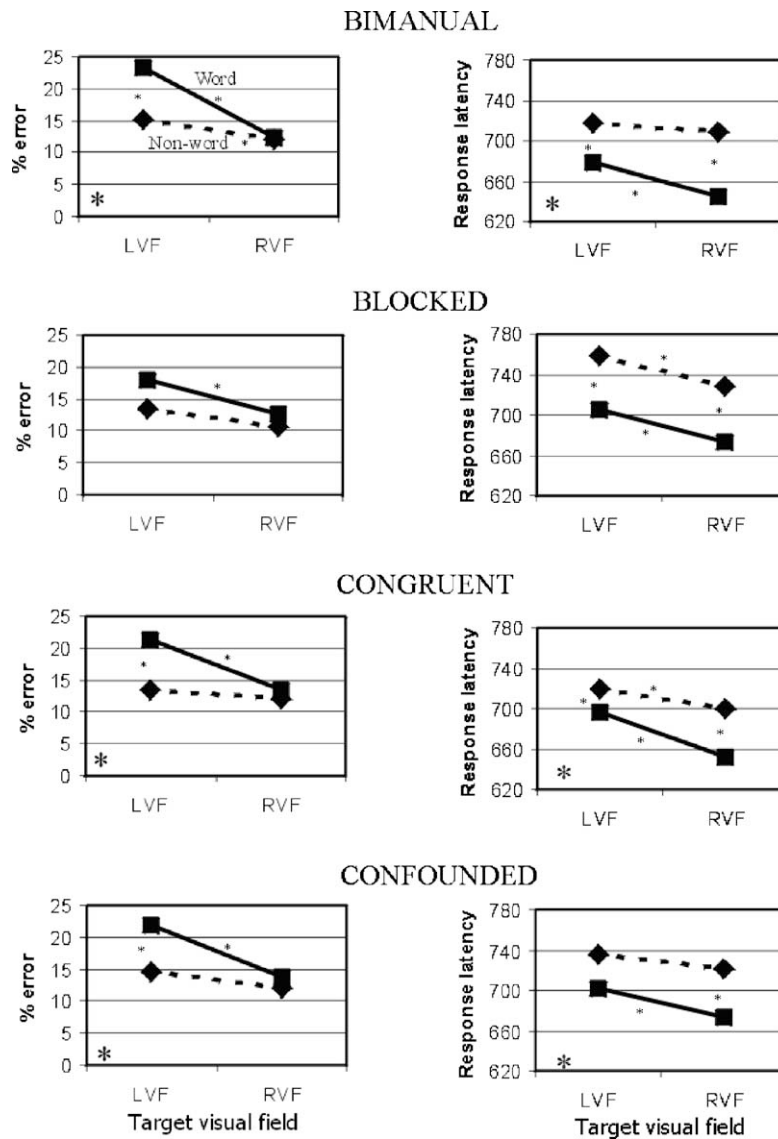 BIMANUAL
% error
25
20
15
10
5
0
Word
Non-word
*
*
*
*
LVF RVF
Response latency
780
740
700
660
620
*
*
*
*
LVF RVF
BLOCKED
% error
25
20
15
10
5
0
*
LVF RVF
Response latency
780
740
700
660
620
*
*
*
*
LVF RVF
CONGRUENT
% error
25
20
15
10
5
0
*
*
*
LVF RVF
Response latency
780
740
700
660
620
*
*
*
*
*
LVF RVF
CONFOUNDED
% error
25
20
15
10
5
0
*
*
*
LVF RVF
Target visual field
Response latency
780
740
700
660
620
*
*
*
LVF RVF
Target visual field